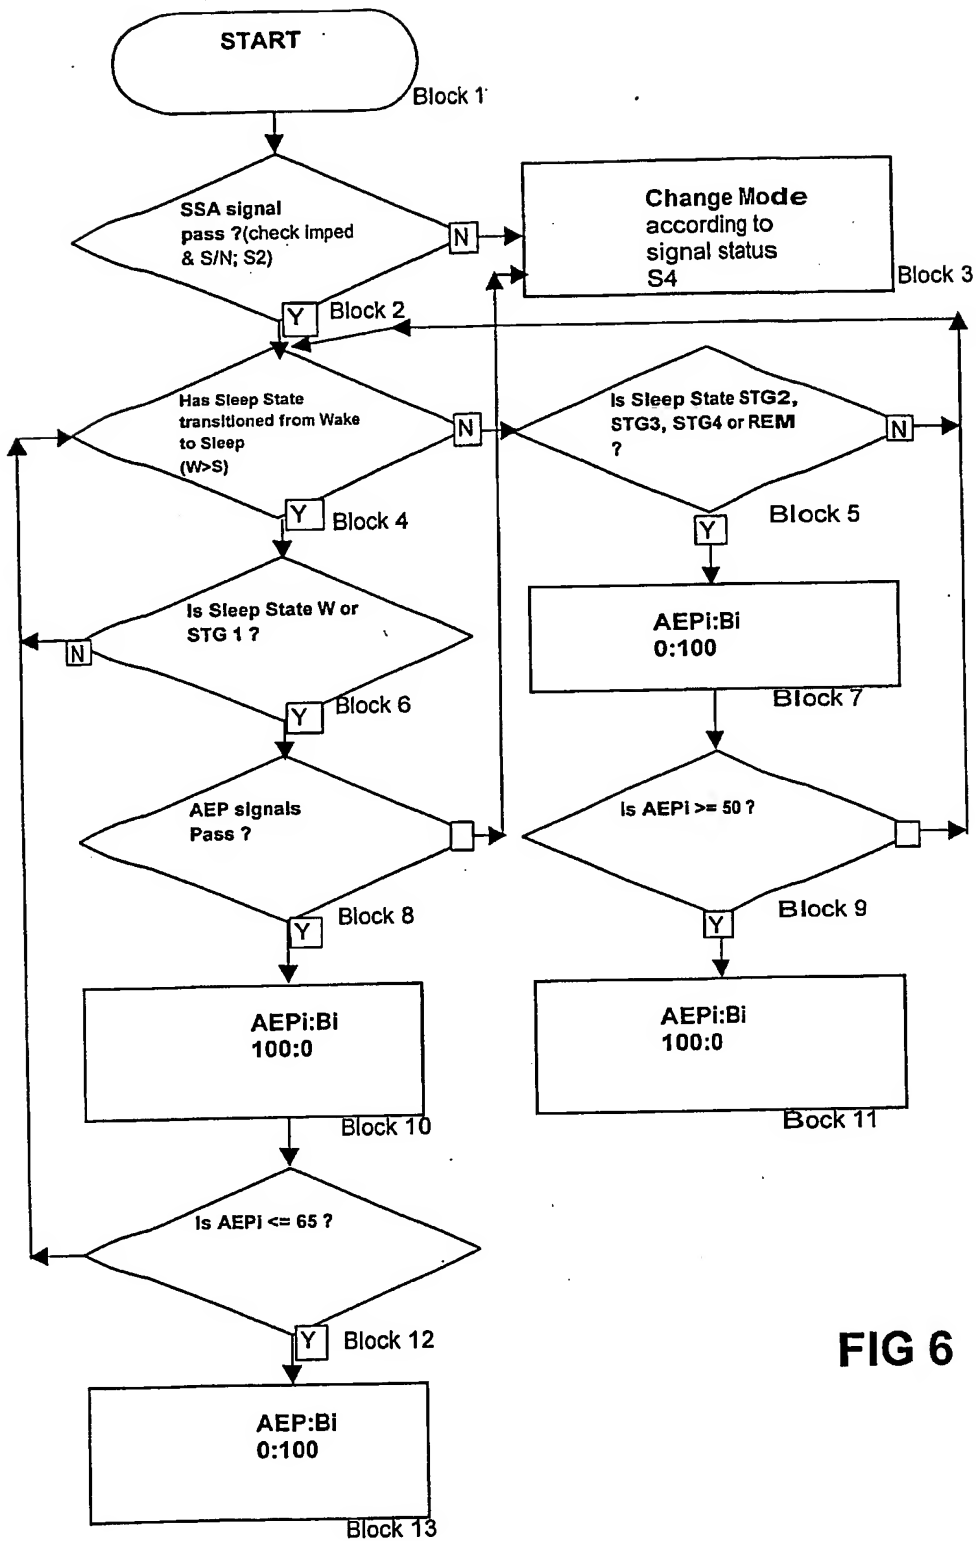 START
Block 1
SSA signal
pass ?(check Imped
& S/N; S2)
N
Change Mode
according to
signal status
S4
Block 3
Y
Block 2
Has Sleep State
transitioned from Wake
to Sleep
(W>S)
N
Is Sleep State STG2,
STG3, STG4 or REM
?
N
Y
Block 4
Y
Block 5
Is Sleep State W or
STG 1 ?
N
AEPi:Bi
0:100
Block 7
Y
Block 6
AEP signals
Pass ?
Is AEPi >= 50 ?
Y
Block 8
Y
Block 9
AEPi:Bi
100:0
Block 10
AEPi:Bi
100:0
Bock 11
Is AEPi <= 65 ?
Y
Block 12
FIG 6
AEP:Bi
0:100
Block 13